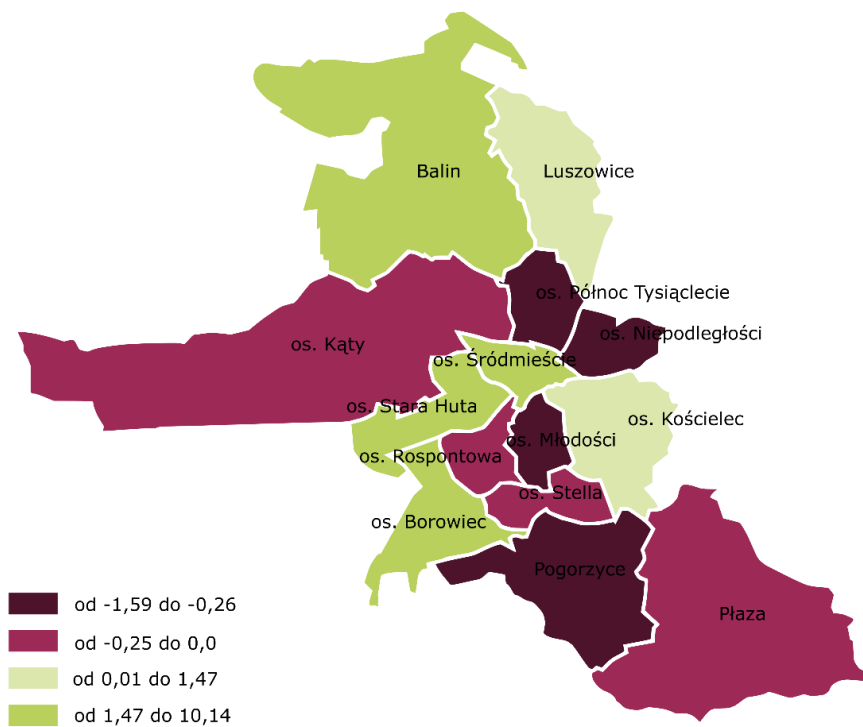 Balin
Luszowice
os. Północ Tysiąclecie
os. Niepodległości
os. Kąty
os. Śródmieście
os. Stara Huta
os. Kościelec
os. Młodości
os. Rospontowa
os. Stella
os. Borowiec
Pogorzyce
Płaza
od -1,59 do -0,26
od -0,25 do 0,0
od 0,01 do 1,47
od 1,47 do 10,14